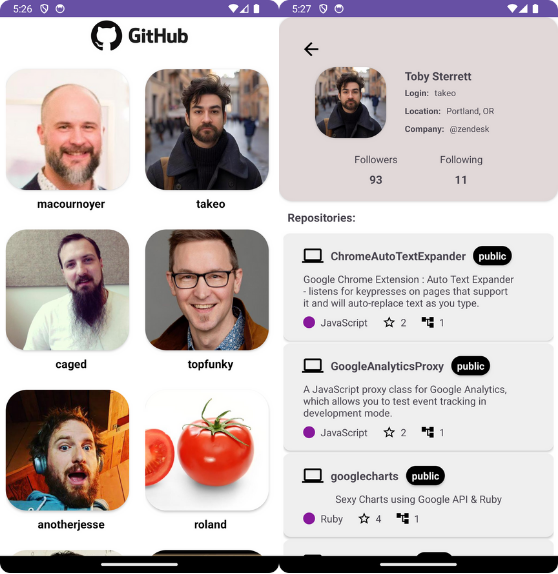 5:26
GitHub
macournoyer
takeo
caged
topfunky
anotherjesse
roland
5:27
Toby Sterrett
Login: takeo
Location: Portland, OR
Company: @zendesk
Followers Following
93 11
Repositories:
ChromeAutoTextExpander public
Google Chrome Extension : Auto Text Expander
- listens for keypresses on pages that support
it and will auto-replace text as you type.
JavaScript 2 1
GoogleAnalyticsProxy public
A JavaScript proxy class for Google Analytics,
which allows you to test event tracking in
development mode.
JavaScript 2 1
googlecharts public
Sexy Charts using Google API & Ruby
Ruby 4 1